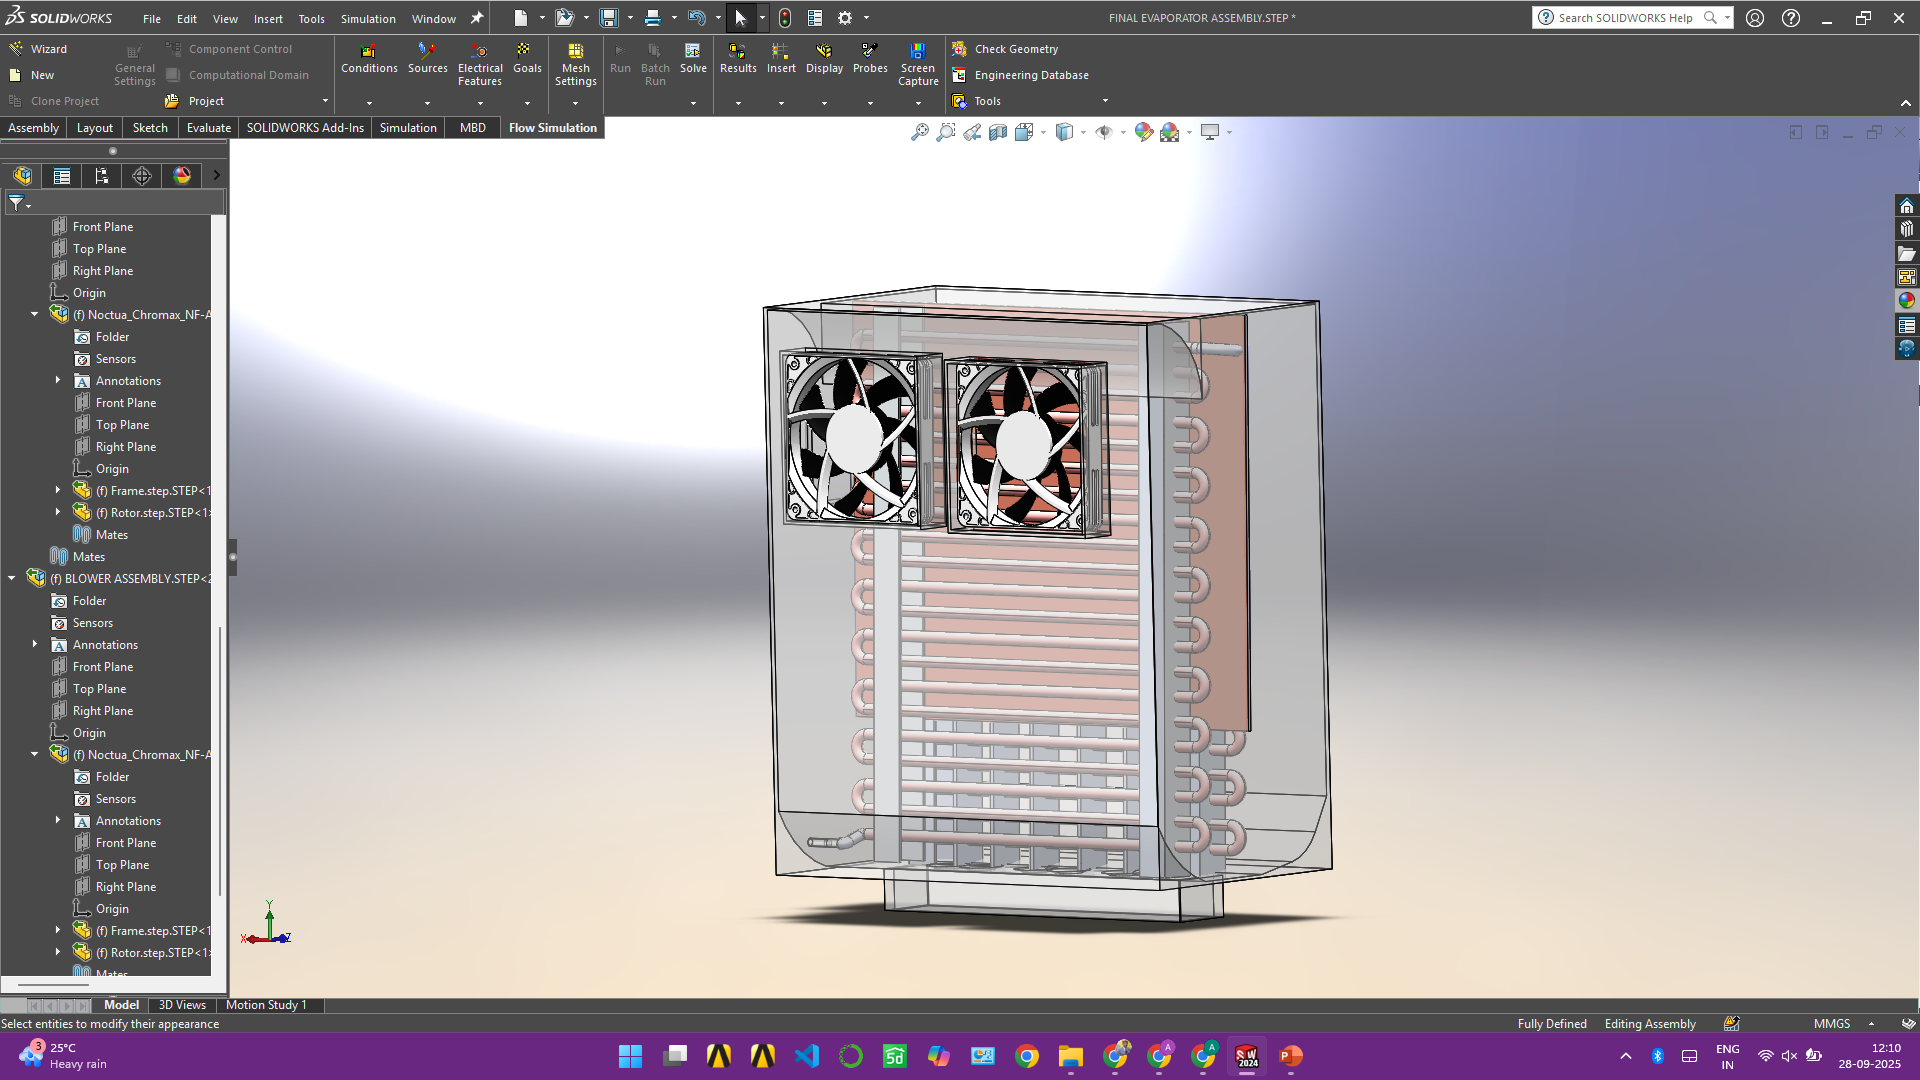 SOLIDWORKS
File Edit View Insert Tools Simulation Window
FINAL EVAPORATOR ASSEMBLY.STEP *
Search SOLIDWORKS Help
Wizard
New
Clone Project
General Settings
Component Control
Computational Domain
Project
Conditions
Sources
Electrical Features
Goals
Mesh Settings
Run
Batch Run
Solve
Results
Insert
Display
Probes
Screen Capture
Check Geometry
Engineering Database
Tools
Assembly Layout Sketch Evaluate SOLIDWORKS Add-Ins Simulation MBD Flow Simulation
Front Plane
Top Plane
Right Plane
Origin
(f) Noctua_Chromax_NF-A
Folder
Sensors
Annotations
Front Plane
Top Plane
Right Plane
Origin
(f) Frame.step.STEP<1
(f) Rotor.step.STEP<1>
Mates
Mates
(f) BLOWER ASSEMBLY.STEP<2
Folder
Sensors
Annotations
Front Plane
Top Plane
Right Plane
Origin
(f) Noctua_Chromax_NF-A
Folder
Sensors
Annotations
Front Plane
Top Plane
Right Plane
Origin
(f) Frame.step.STEP<1
(f) Rotor.step.STEP<1>
Mates
Y
X
Z
Model 3D Views Motion Study 1
Select entities to modify their appearance
Fully Defined Editing Assembly MMGS
3
25°C
Heavy rain
5d
A
A
SW
2024
P
ENG
IN
12:10
28-09-2025